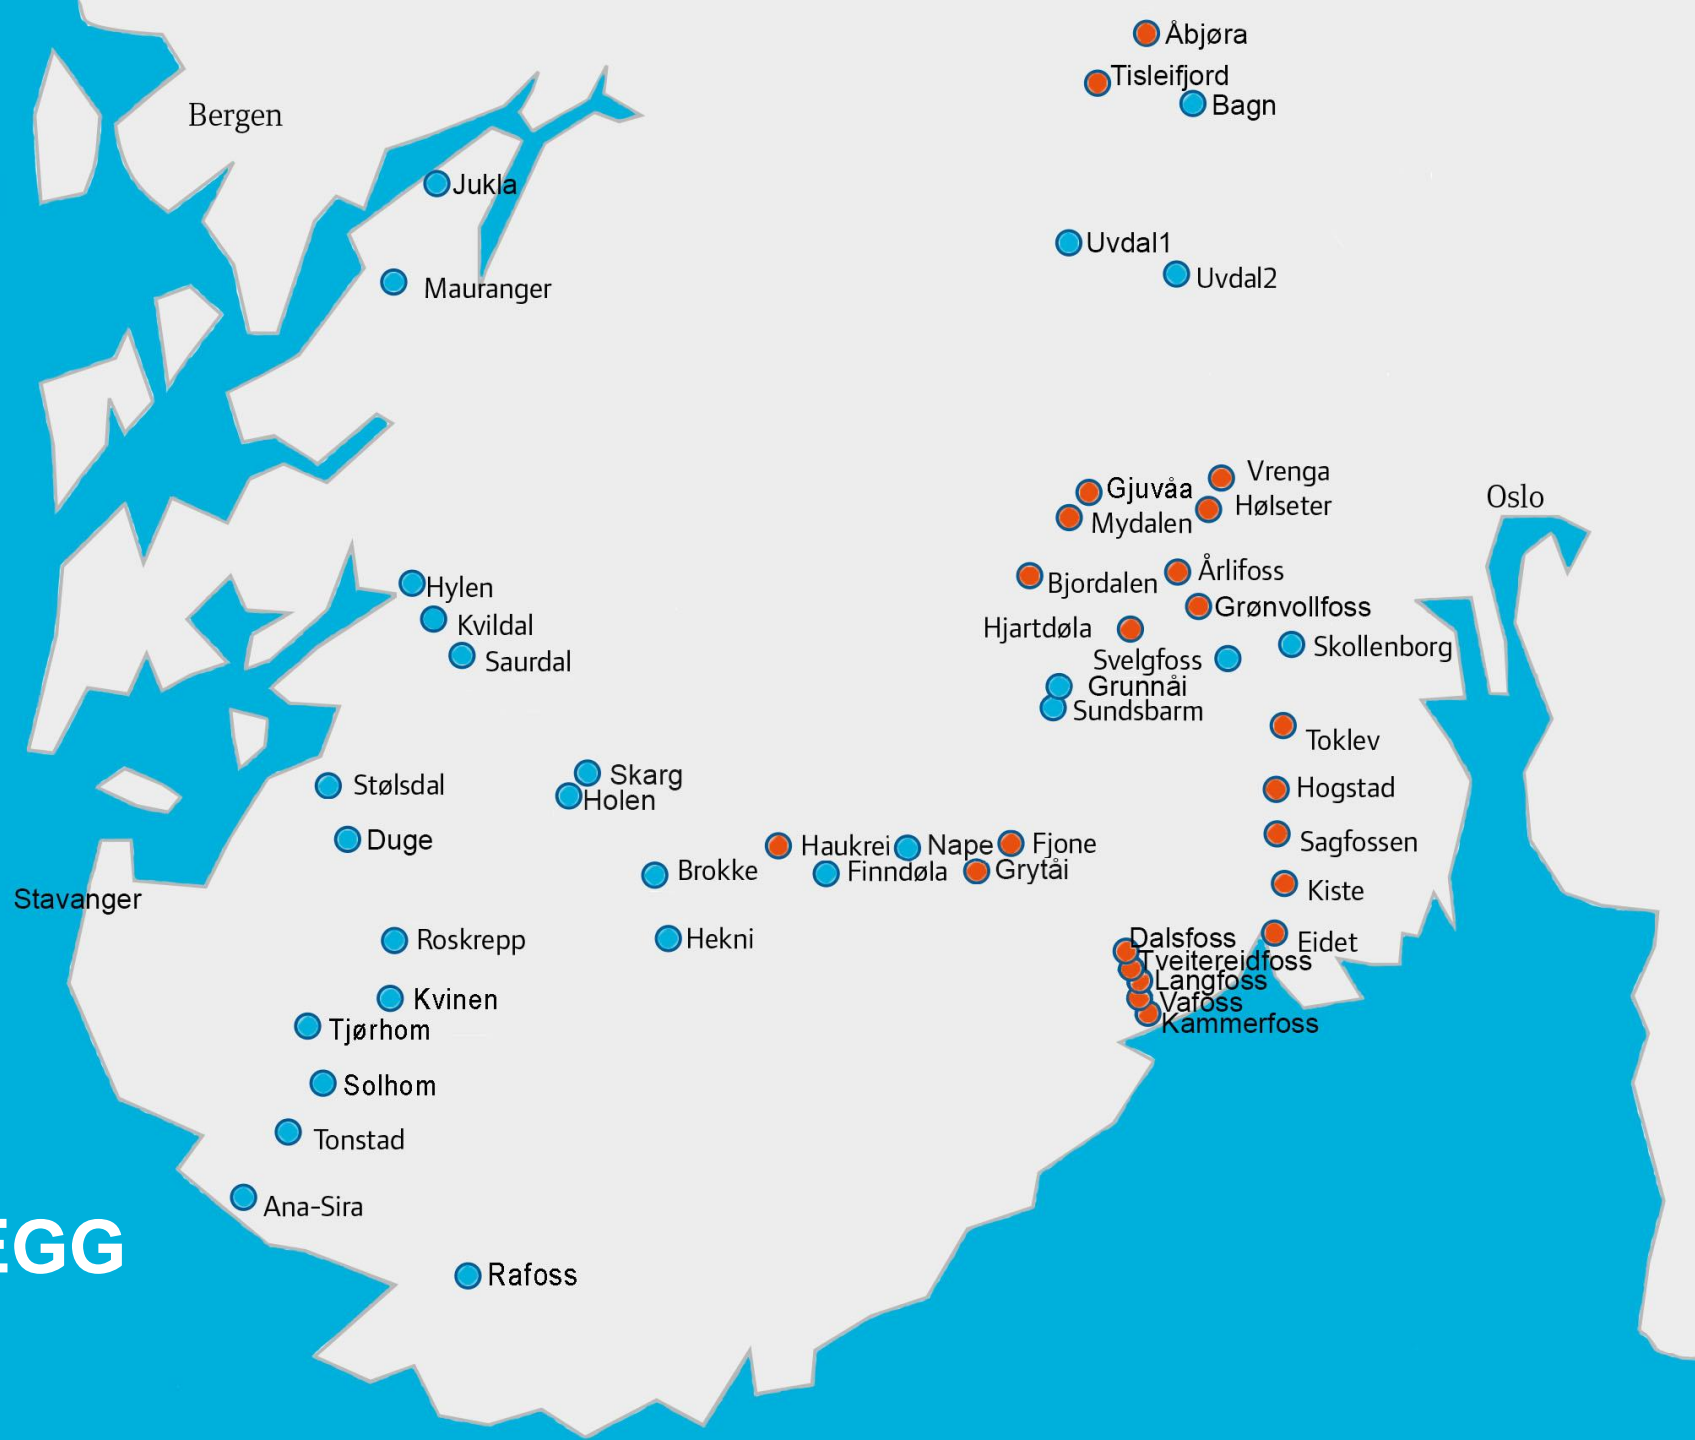 Åbjøra
Tisleifjord
Bagn
Bergen
Jukla
Uvdal1
Uvdal2
Mauranger
Vrenga
Gjuvåa
Oslo
Hølseter
Mydalen
Årlifoss
Bjordalen
Hylen
Grønvollfoss
Kvildal
Hjartdøla
Skollenborg
Saurdal
Svelgfoss
Grunnåi
Sundsbarm
Toklev
Skarg
Stølsdal
Hogstad
Holen
Duge
Haukrei
Nape
Fjone
Sagfossen
Brokke
Finndøla
Grytåi
Kiste
Stavanger
Roskrepp
Hekni
Dalsfoss
Eidet
Tveitereidfoss
Langfoss
Kvinen
Vafoss
Kammerfoss
Tjørhom
Solhom
Tonstad
Ana-Sira
EGG
Rafoss